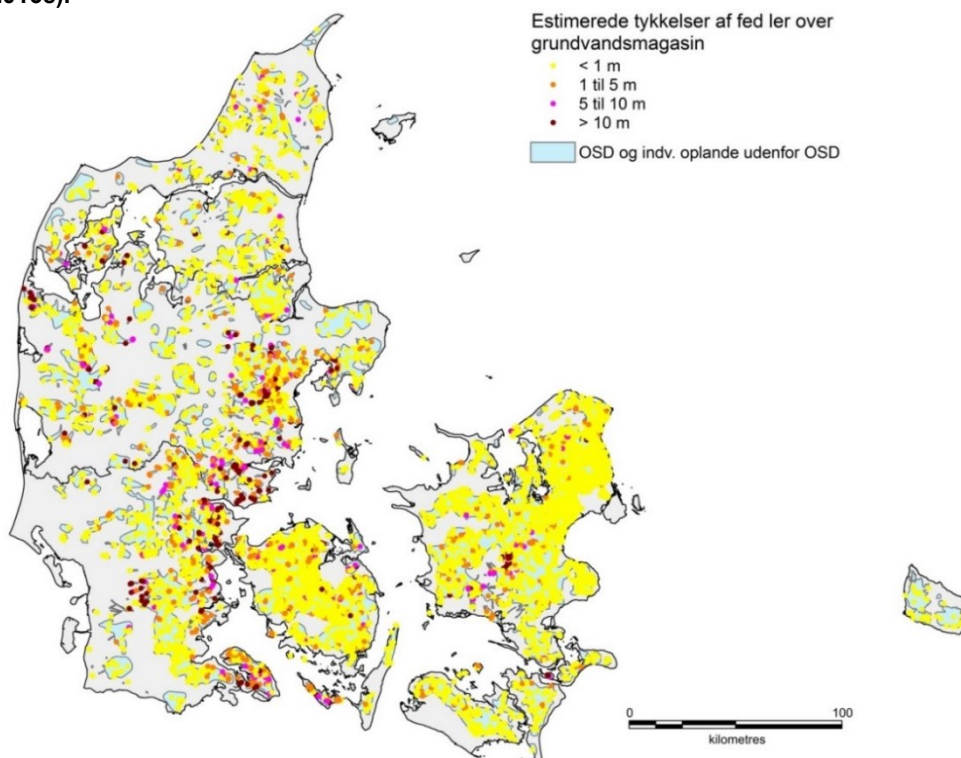 Estimerede tykkelser af fed ler over
grundvandsmagasin
< 1 m
1 til 5 m
5 til 10 m
> 10 m
OSD og indv. oplande udenfor OSD
0 100
kilometres